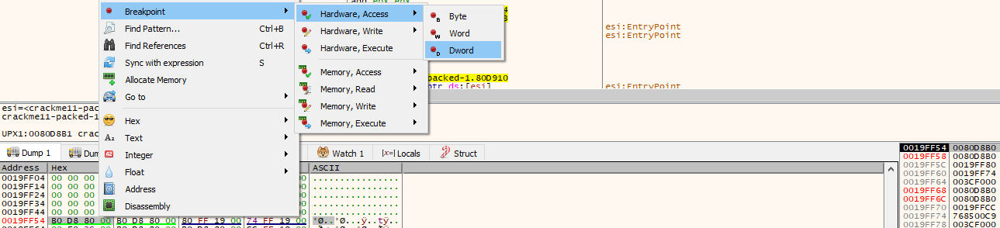 add ebx,ebx
Breakpoint
Hardware, Access
Byte
Find Pattern...
Ctrl+B
Hardware, Write
Word
esi:EntryPoint
esi:EntryPoint
Find References
Ctrl+R
Hardware, Execute
Dword
Sync with expression
S
Allocate Memory
Memory, Access
packed-1.80D910
Go to
Memory, Read
ptr ds:[esi]
esi:EntryPoint
esi=<crackme11-pac
Memory, Write
crackme11-packed-1
Hex
Memory, Execute
UPX1:0080D8B1 crac
Text
Dump 1
Integer
Watch 1
[x=] Locals
Struct
0019FF54 0080D8B0
0019FF58 0080D8B0
Address Hex
Float
ASCII
0019FF5C 0019FF80
0019FF04 00 00 00
00 ................
0019FF60 0019FF74
0019FF14 00 00 00
Address
00 ................
0019FF64 003CF000
0019FF24 00 00 00
00 ................
0019FF68 0080D8B0
0019FF34 00 00 00
Disassembly
00 ................
0019FF6C 0080D8B0
0019FF44 00 00 00
00 ................
0019FF70 0019FFCC
0019FF54 B0 D8 80 00 B0 D8 80 00 80 FF 19 00 74 FF 19 00 °Ø..°Ø...ÿ..tÿ..
0019FF74 768500C9
0019FF78 003CF000